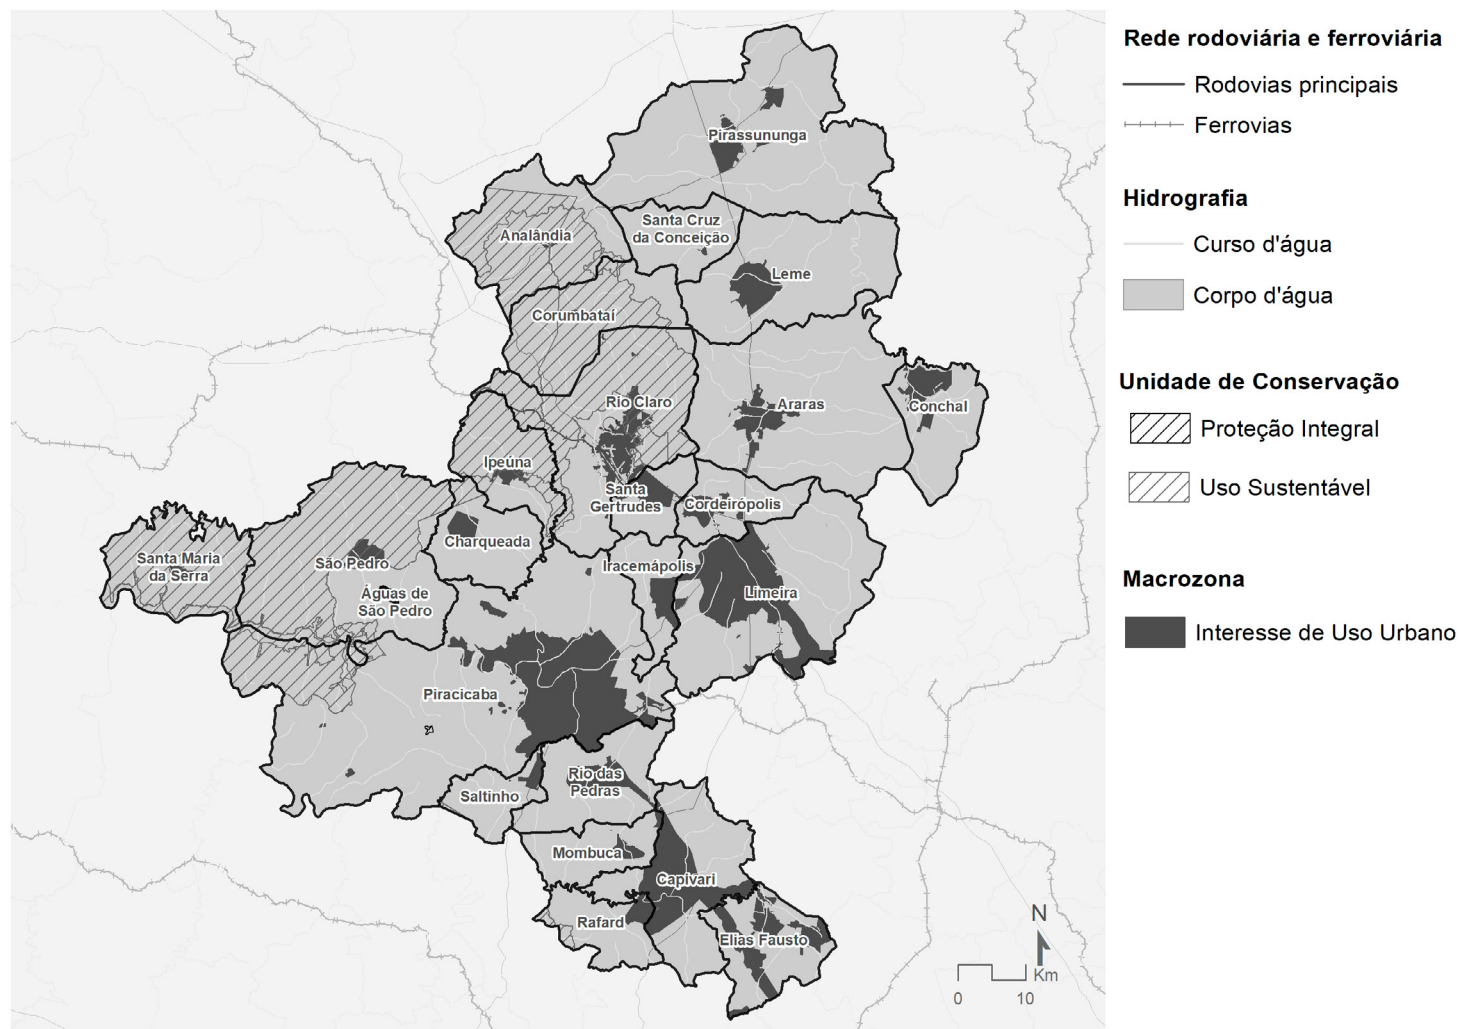 Pirassununga
Santa Cruz
da Conceição
Analândia
Leme
Corumbataí
Rio Claro
Araras
Conchal
Ipeúna
Santa
Gertrudes
Cordeirópolis
Charqueada
Santa Maria
da Serra
São Pedro
Iracemápolis
Águas de
São Pedro
Limeira
Piracicaba
Rio das
Pedras
Saltinho
Mombuca
Capivari
Rafard
Elias Fausto
N
Km
0 10
Rede rodoviária e ferroviária
Rodovias principais
Ferrovias
Hidrografia
Curso d'água
Corpo d'água
Unidade de Conservação
Proteção Integral
Uso Sustentável
Macrozona
Interesse de Uso Urbano